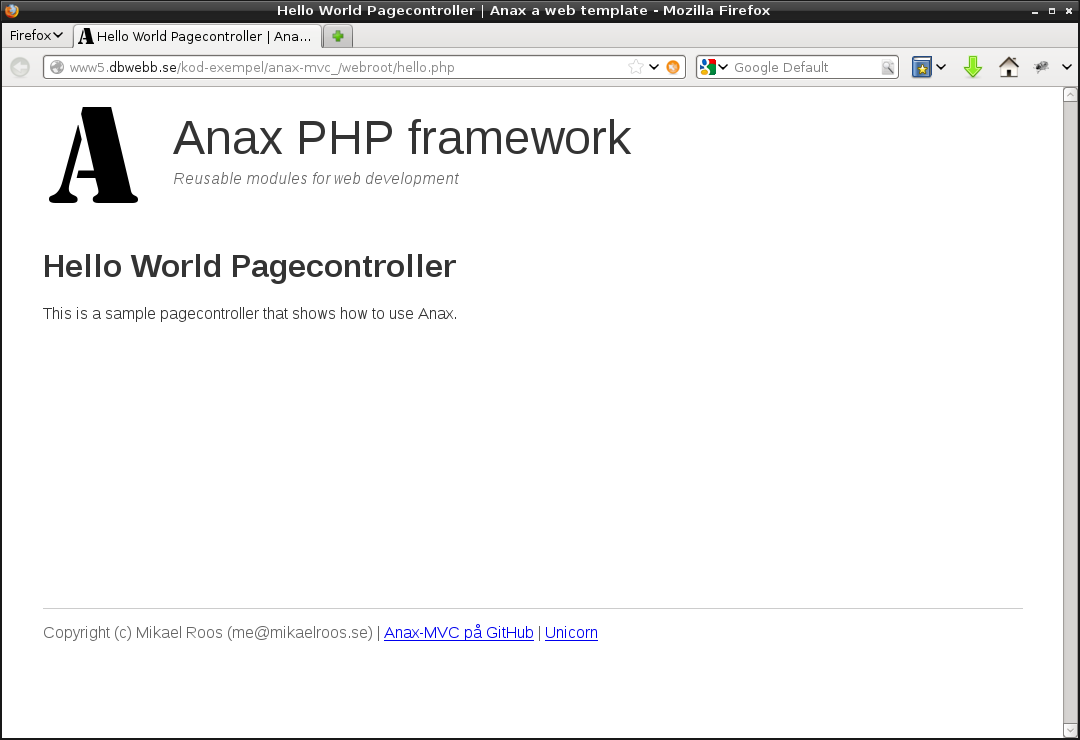 Hello World Pagecontroller | Anax a web template - Mozilla Firefox
Firefox
Hello World Pagecontroller | Ana...
www5.dbwebb.se/kod-exempel/anax-mvc_/webroot/hello.php
Google Default
A
Anax PHP framework
Reusable modules for web development
Hello World Pagecontroller
This is a sample pagecontroller that shows how to use Anax.
Copyright (c) Mikael Roos (me@mikaelroos.se) | Anax-MVC på GitHub | Unicorn